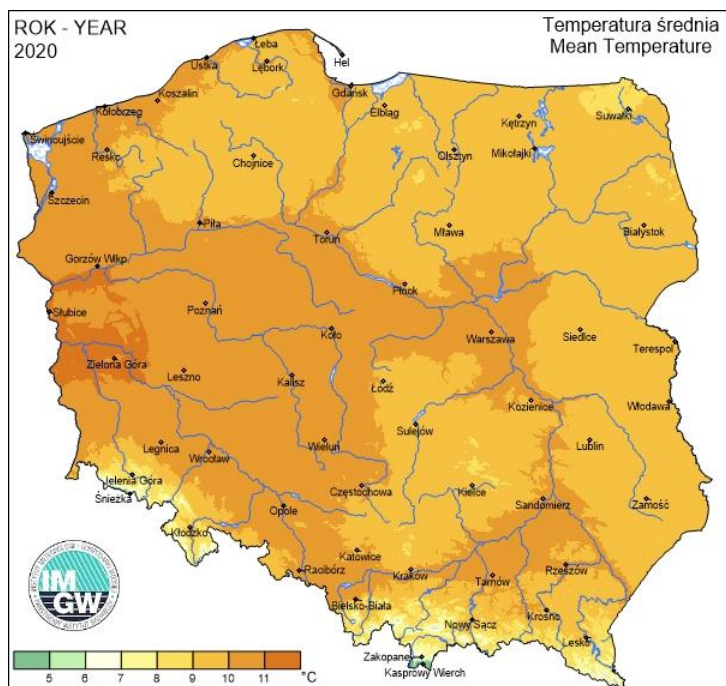 ROK - YEAR
2020
Temperatura średnia
Mean Temperature
Łeba
Hel
Ustka
Lębork
Gdańsk
Koszalin
Elbląg
Kołobrzeg
Kętrzyn
Suwałki
Świnoujście
Resko
Chojnice
Olsztyn
Mikołajki
Szczecin
Piła
Toruń
Mława
Białystok
Gorzów Wlkp
Płock
Słubice
Poznań
Koło
Warszawa
Siedlce
Terespol
Zielona Góra
Leszno
Kalisz
Łódź
Kozienice
Włodawa
Sulejów
Legnica
Wrocław
Wieluń
Lublin
Jelenia Góra
Śnieżka
Częstochowa
Kielce
Sandomierz
Zamość
Opole
Kłodzko
Katowice
Racibórz
Kraków
Tarnów
Rzeszów
Bielsko-Biała
Nowy Sącz
Krosno
Lesko
Zakopane
Kasprowy Wierch
IM
GW
5 6 7 8 9 10 11 °C